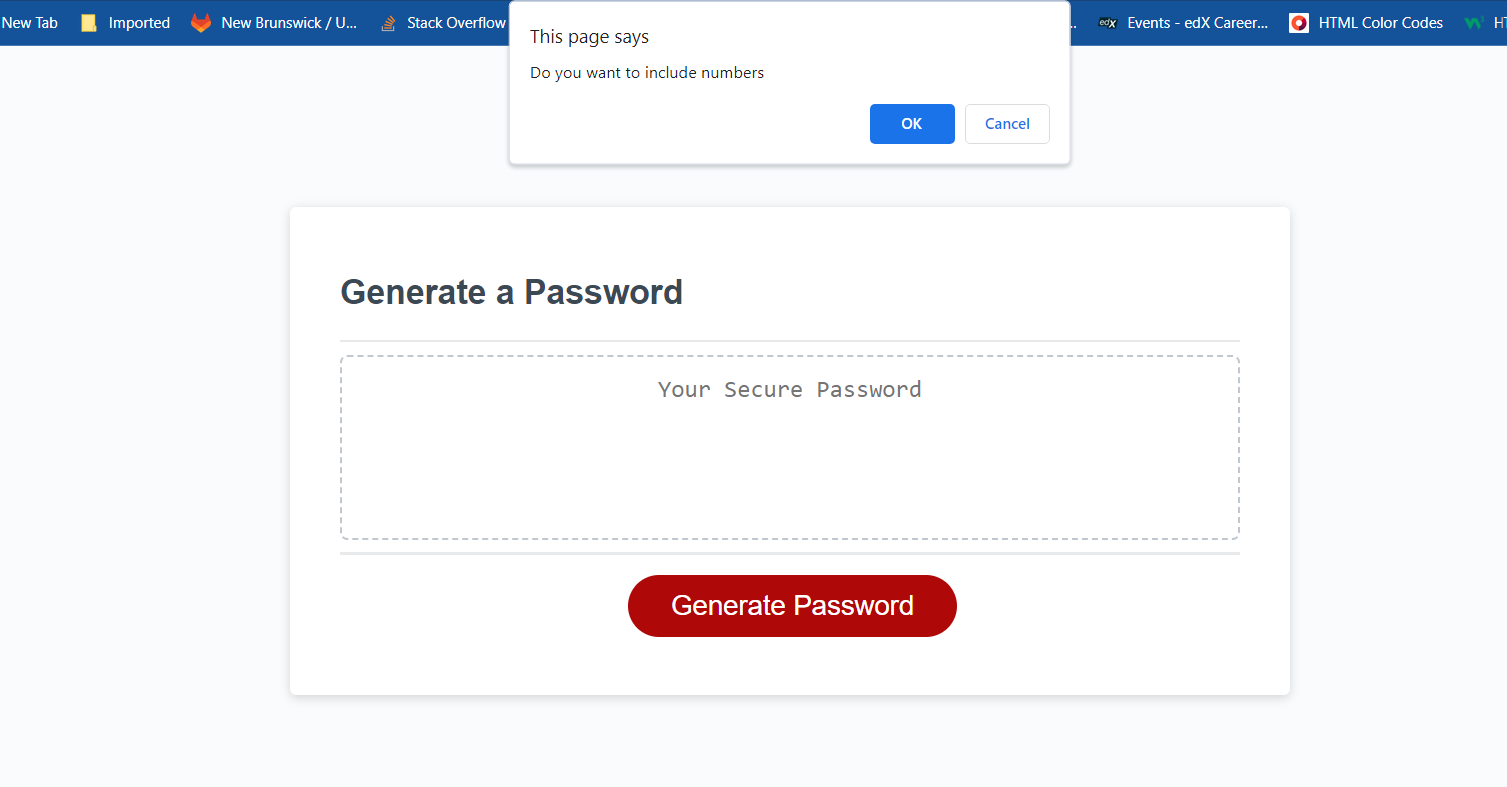 New Tab Imported New Brunswick / U... Stack Overflow .. edX Events - edX Career... HTML Color Codes
This page says
Do you want to include numbers
OK Cancel
Generate a Password
Your Secure Password
Generate Password